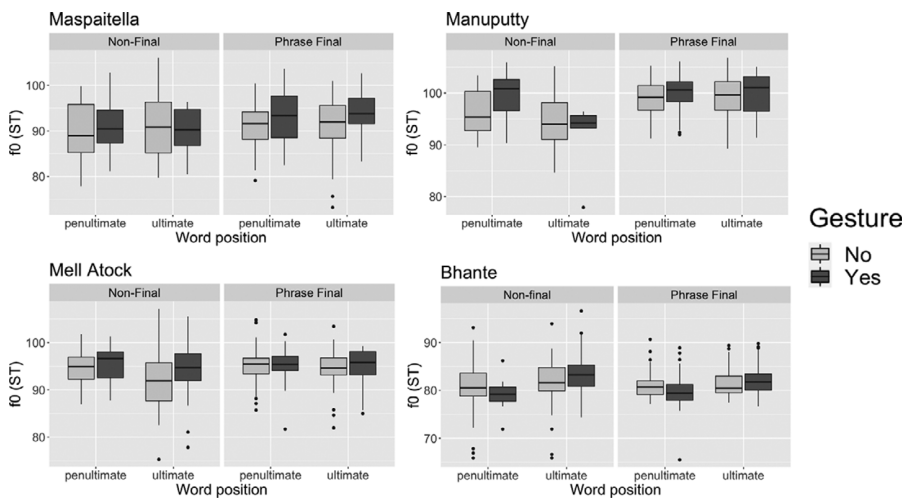 Maspaitella
Non-Final Phrase Final
100
90
80
f0 (ST)
penultimate ultimate penultimate ultimate
Word position
Manuputty
Non-Final Phrase Final
100
90
80
f0 (ST)
penultimate ultimate penultimate ultimate
Word position
Mell Atock
Non-Final Phrase Final
100
95
90
80
f0 (ST)
penultimate ultimate penultimate ultimate
Word position
Bhante
Non-final Phrase Final
90
80
70
f0 (ST)
penultimate ultimate penultimate ultimate
Word position
Gesture
No
Yes